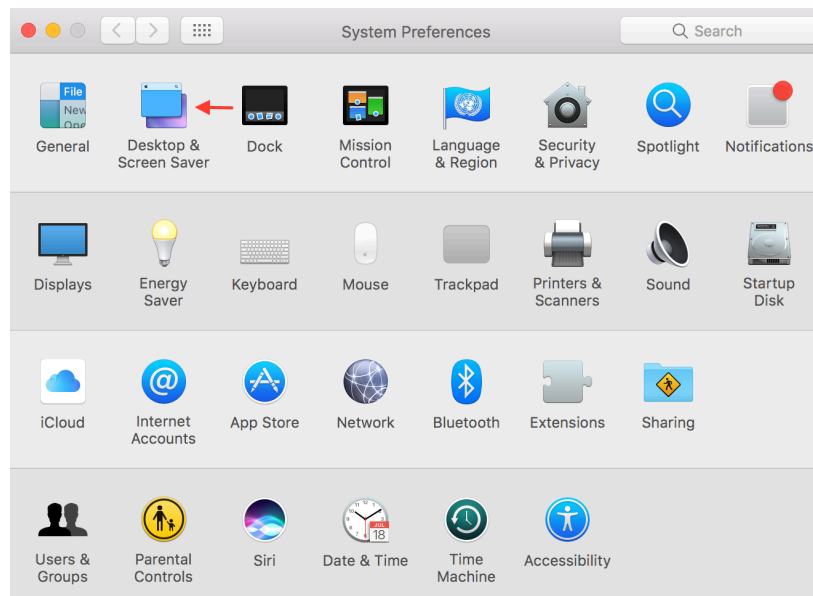 System Preferences
Search
File
New
One
General
Desktop &
Screen Saver
Dock
Mission
Control
Language
& Region
Security
& Privacy
Spotlight
Notifications
Displays
Energy
Saver
Keyboard
Mouse
Trackpad
Printers &
Scanners
Sound
Startup
Disk
@
iCloud
Internet
Accounts
App Store
Network
Bluetooth
Extensions
Sharing
JUL
18
Users &
Groups
Parental
Controls
Siri
Date & Time
Time
Machine
Accessibility